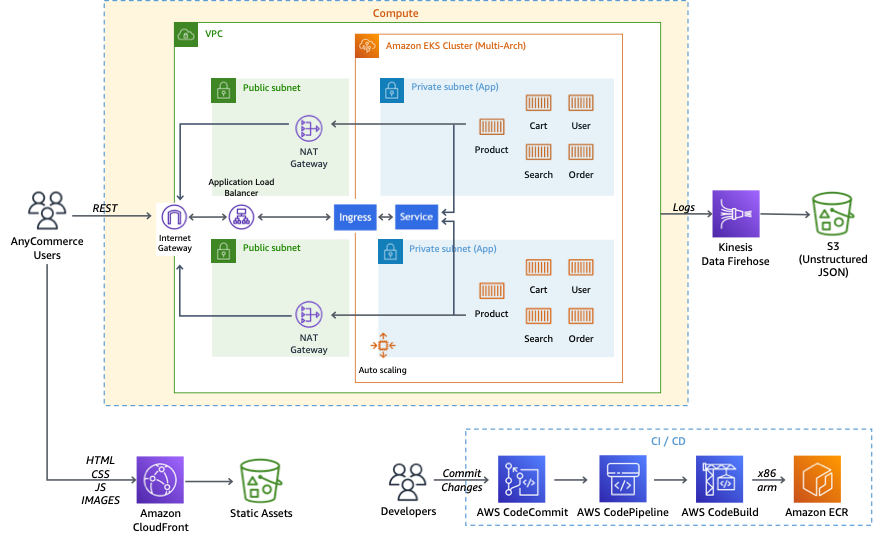 Compute
VPC
Amazon EKS Cluster (Multi-Arch)
Public subnet
Private subnet (App)
NAT
Gateway
Product
Cart
User
Search
Order
Application Load
Balancer
AnyCommerce
Users
REST
Internet
Gateway
Ingress
Service
Logs
Kinesis
Data Firehose
S3
(Unstructured
JSON)
Public subnet
Private subnet (App)
NAT
Gateway
Product
Cart
User
Search
Order
Auto scaling
HTML
CSS
JS
IMAGES
Amazon
CloudFront
Static Assets
Developers
Commit
Changes
CI / CD
AWS CodeCommit
AWS CodePipeline
AWS CodeBuild
x86
arm
Amazon ECR